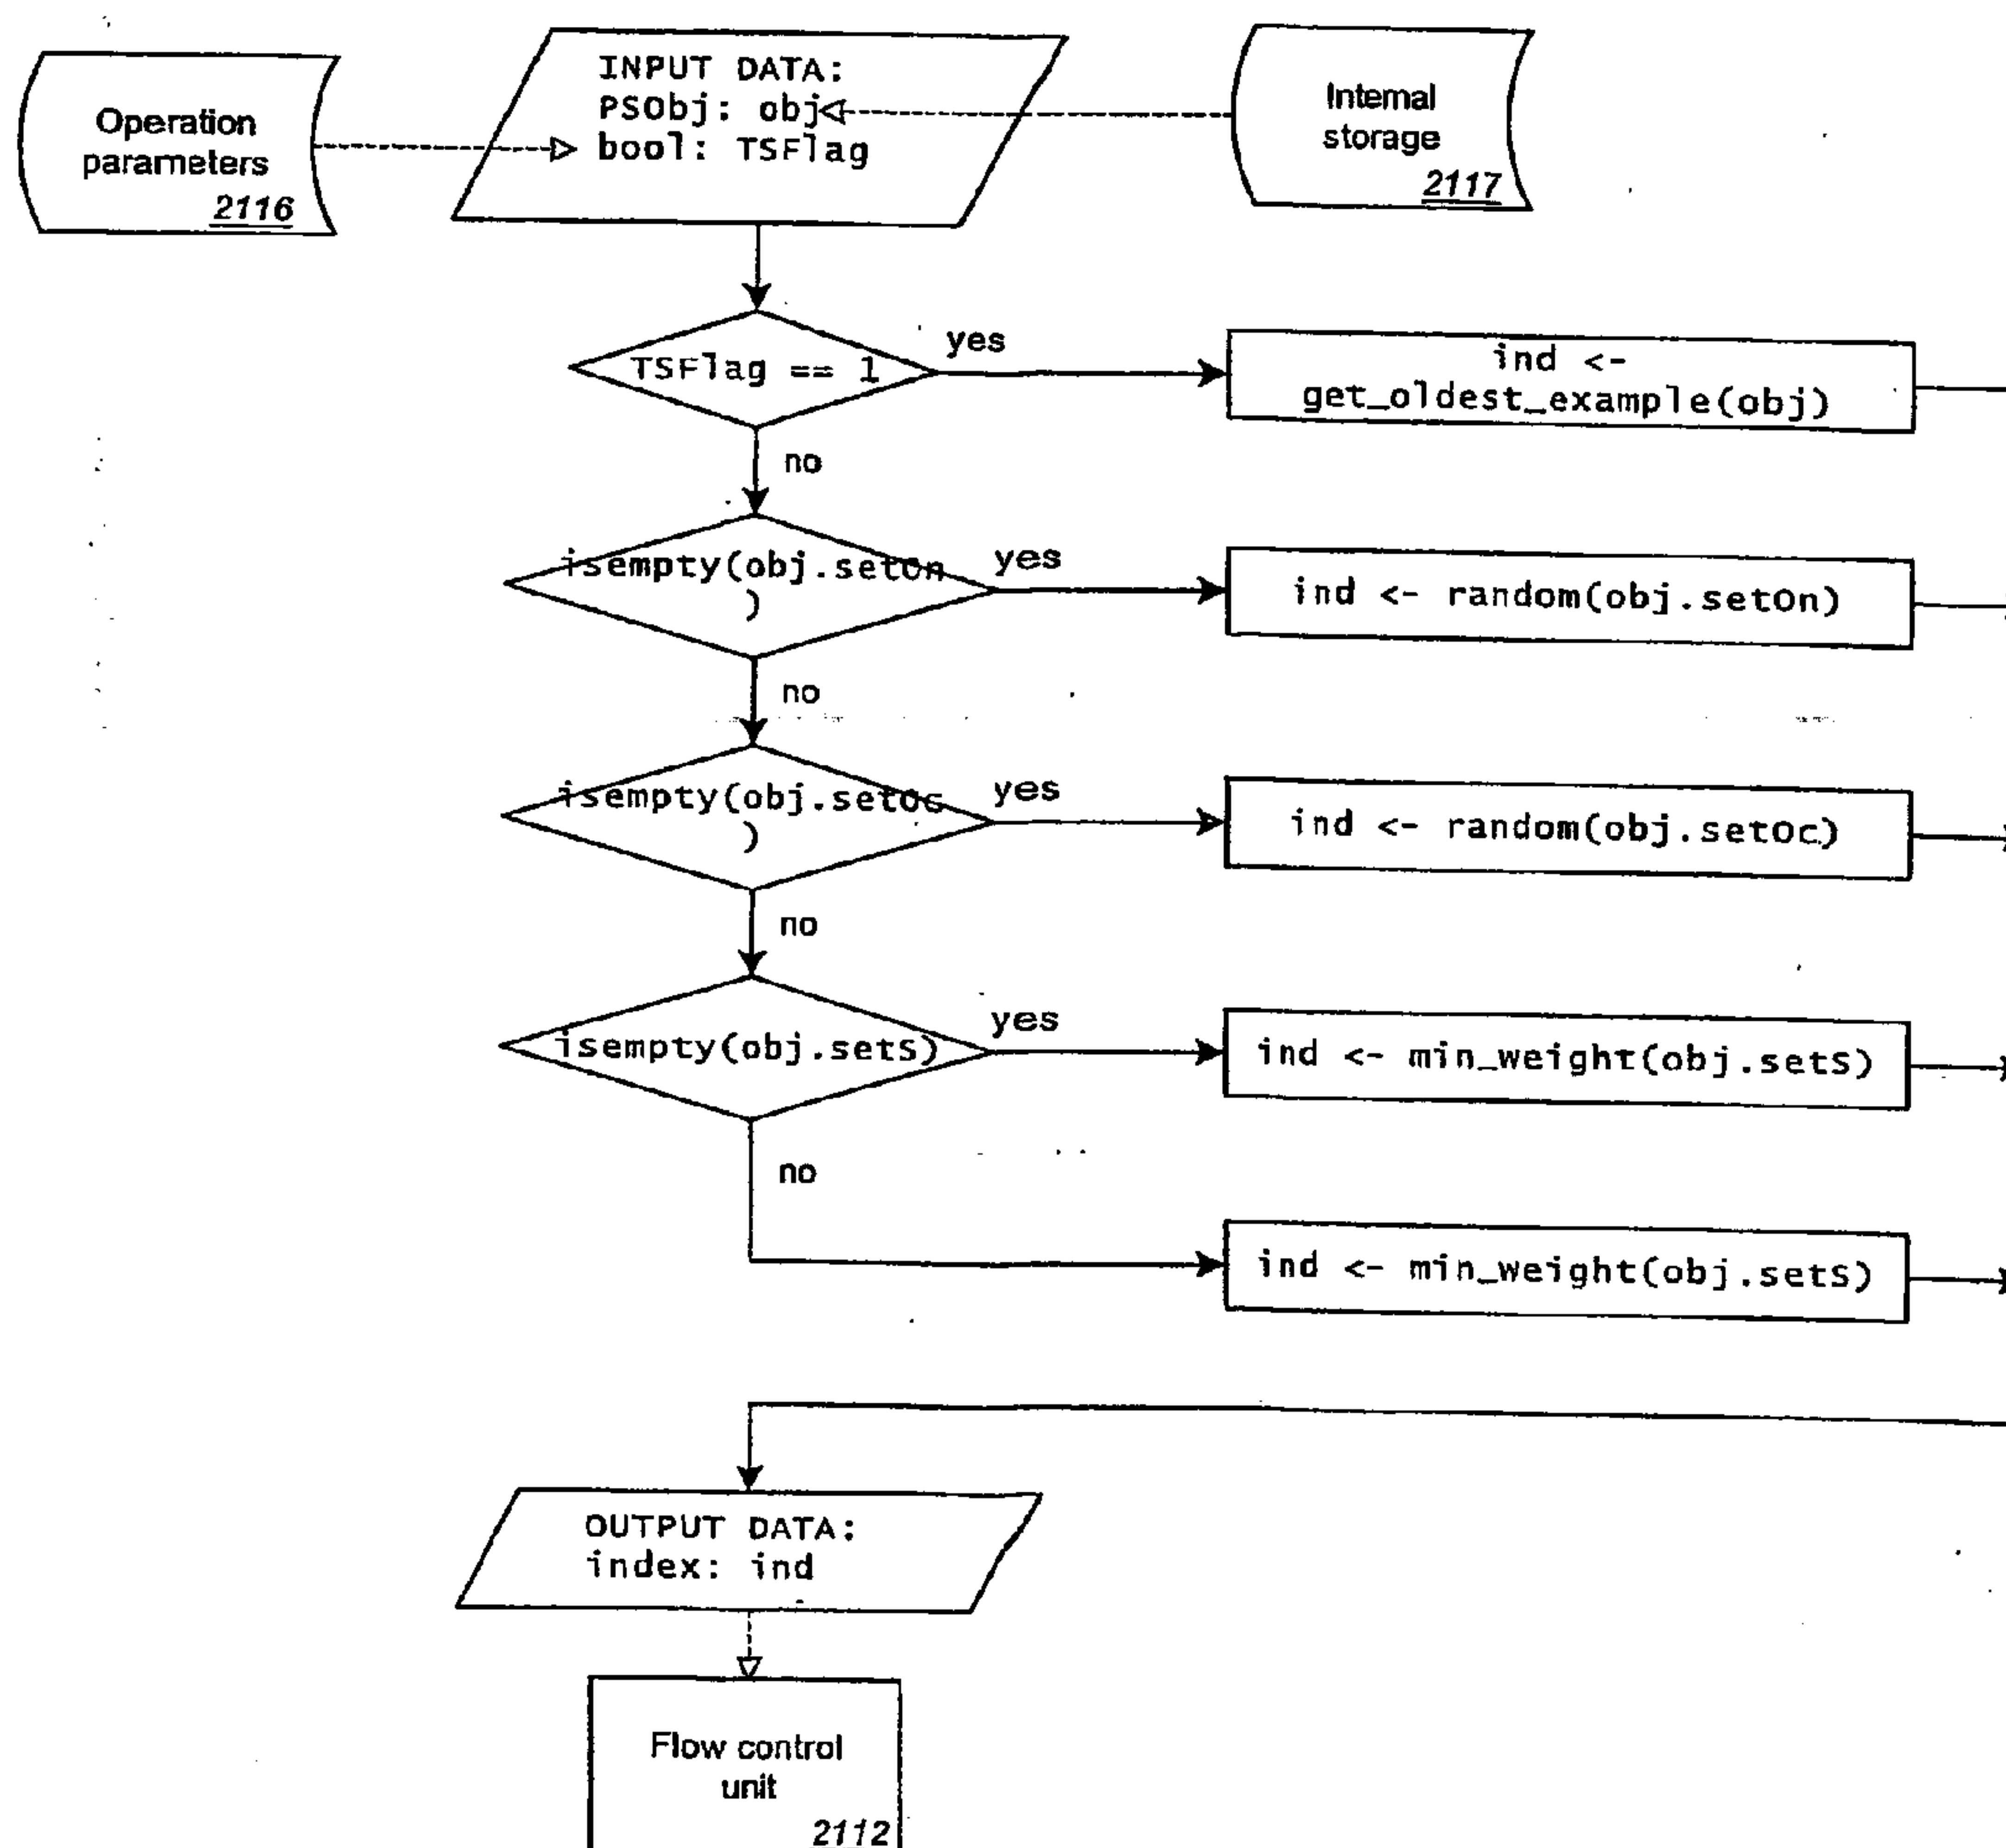 Operation
parameters
2116
INPUT DATA:
PSObj: obj
bool: TSFlag
Internal
storage
2117
TSFlag == 1
yes
ind <-
get_oldest_example(obj)
no
isempty(obj.setOn
)
yes
ind <- random(obj.setOn)
no
isempty(obj.setOc
)
yes
ind <- random(obj.setOc)
no
isempty(obj.setS)
yes
ind <- min_weight(obj.setS)
no
ind <- min_weight(obj.setS)
OUTPUT DATA:
index: ind
Flow control
unit
2112